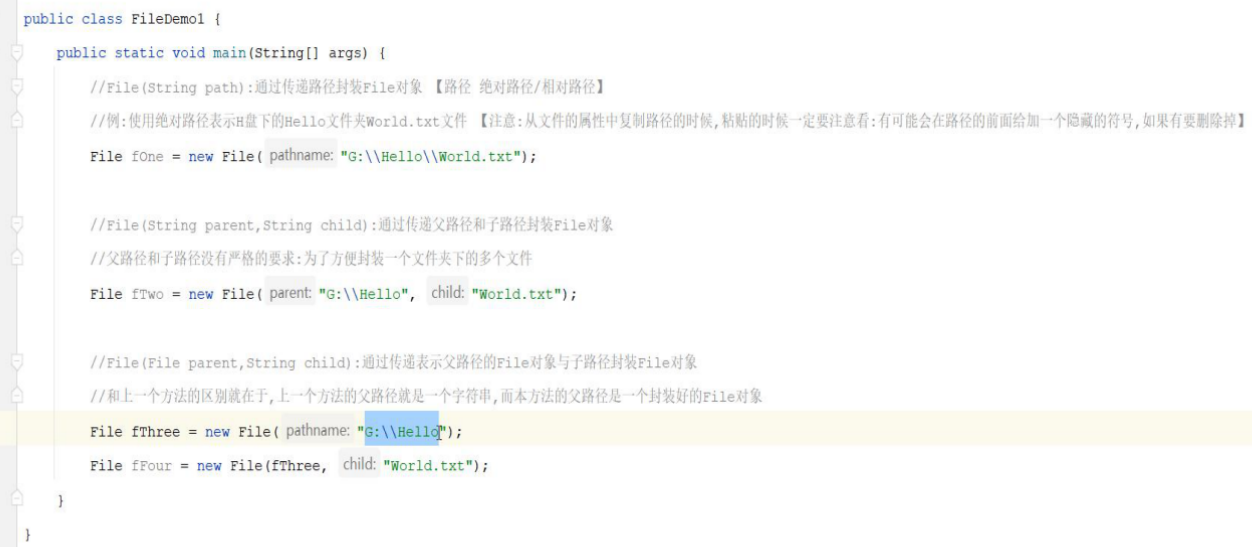 public class FileDemo1 {
public static void main(String[] args) {
//File(String path):通过传递路径封装File对象 【路径 绝对路径/相对路径】
//例:使用绝对路径表示H盘下的Hello文件夹World.txt文件 【注意:从文件的属性中复制路径的时候,粘贴的时候一定要注意看:有可能会在路径的前面给加一个隐藏的符号,如果有要删除掉】
File fOne = new File( pathname: "G:\\Hello\\World.txt");
//File(String parent,String child):通过传递父路径和子路径封装File对象
//父路径和子路径没有严格的要求:为了方便封装一个文件夹下的多个文件
File fTwo = new File( parent: "G:\\Hello", child: "World.txt");
//File(File parent,String child):通过传递表示父路径的File对象与子路径封装File对象
//和上一个方法的区别就在于,上一个方法的父路径就是一个字符串,而本方法的父路径是一个封装好的File对象
File fThree = new File( pathname: "G:\\Hello");
File fFour = new File(fThree, child: "World.txt");
}
}